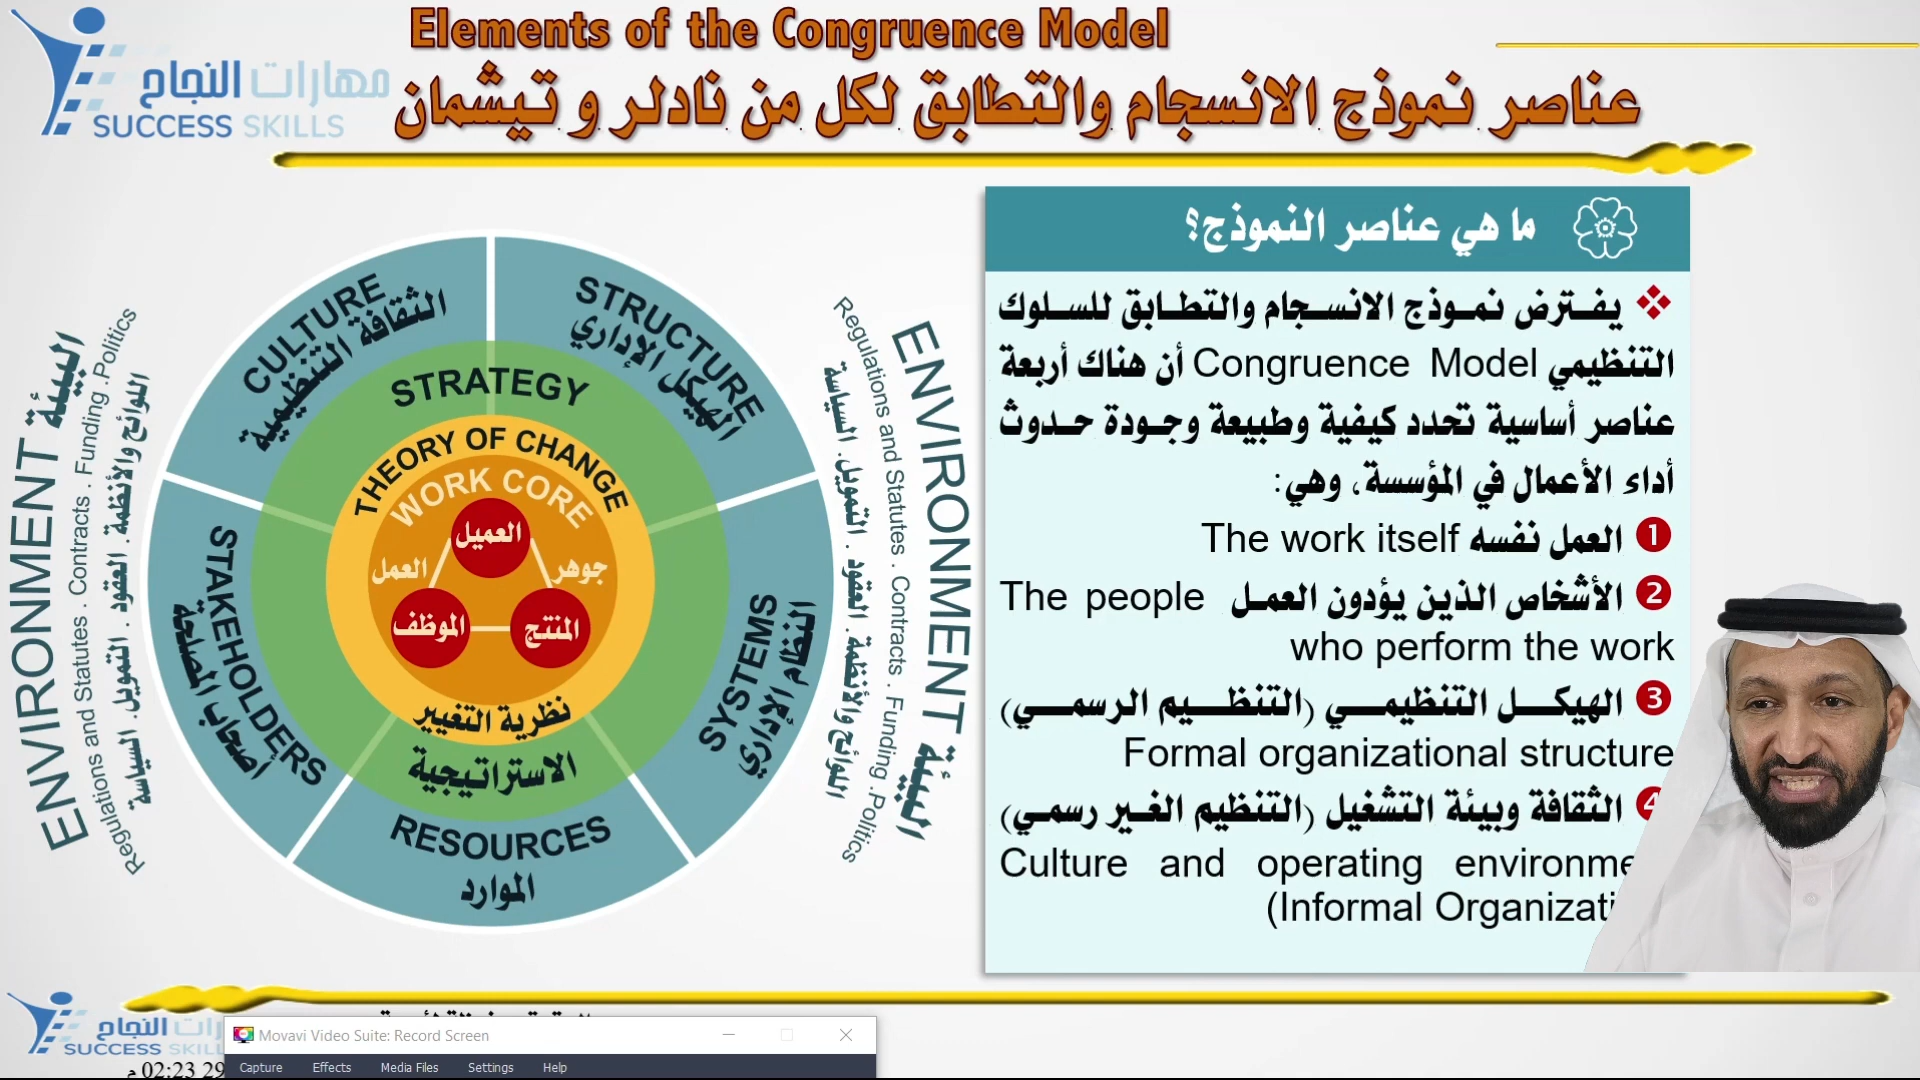 Elements of the Congruence Model
عناصر نموذج الانسجام والتطابق لكل من نادلر و تيشمان
مهارات النجاح
SUCCESS SKILLS
ما هي عناصر النموذج؟
يفترض نموذج الانسجام والتطابق للسلوك
التنظيمي Congruence Model أن هناك أربعة
عناصر أساسية تحدد كيفية وطبيعة وجودة حدوث
أداء الأعمال في المؤسسة، وهي:
1 العمل نفسه The work itself
2 الأشخاص الذين يؤدون العمل The people
who perform the work
3 الهيكل التنظيمي (التنظيم الرسمي)
Formal organizational structure
4 الثقافة وبيئة التشغيل (التنظيم الغير رسمي)
Culture and operating
(Informal
CULTURE
الثقافة التنظيمية
STRUCTURE
الهيكل الإداري
STRATEGY
THEORY OF CHANGE
WORK CORE
العميل
جوهر
العمل
الموظف
المنتج
نظرية التغيير
الاستراتيجية
STAKEHOLDERS
أصحاب المصلحة
SYSTEMS
النظام الإداري
RESOURCES
الموارد
ENVIRONMENT البيئة
Regulations and Statutes . Contracts . Funding .Politics
اللوائح والأنظمة. العقود . التمويل. السياسة
ENVIRONMENT البيئة
Regulations and Statutes . Contracts . Funding .Politics
اللوائح والأنظمة. العقود . التمويل. السياسة
النجاح
SUCCESS
02:23 29 م
Movavi Video Suite: Record Screen
Capture Effects Media Files Settings Help